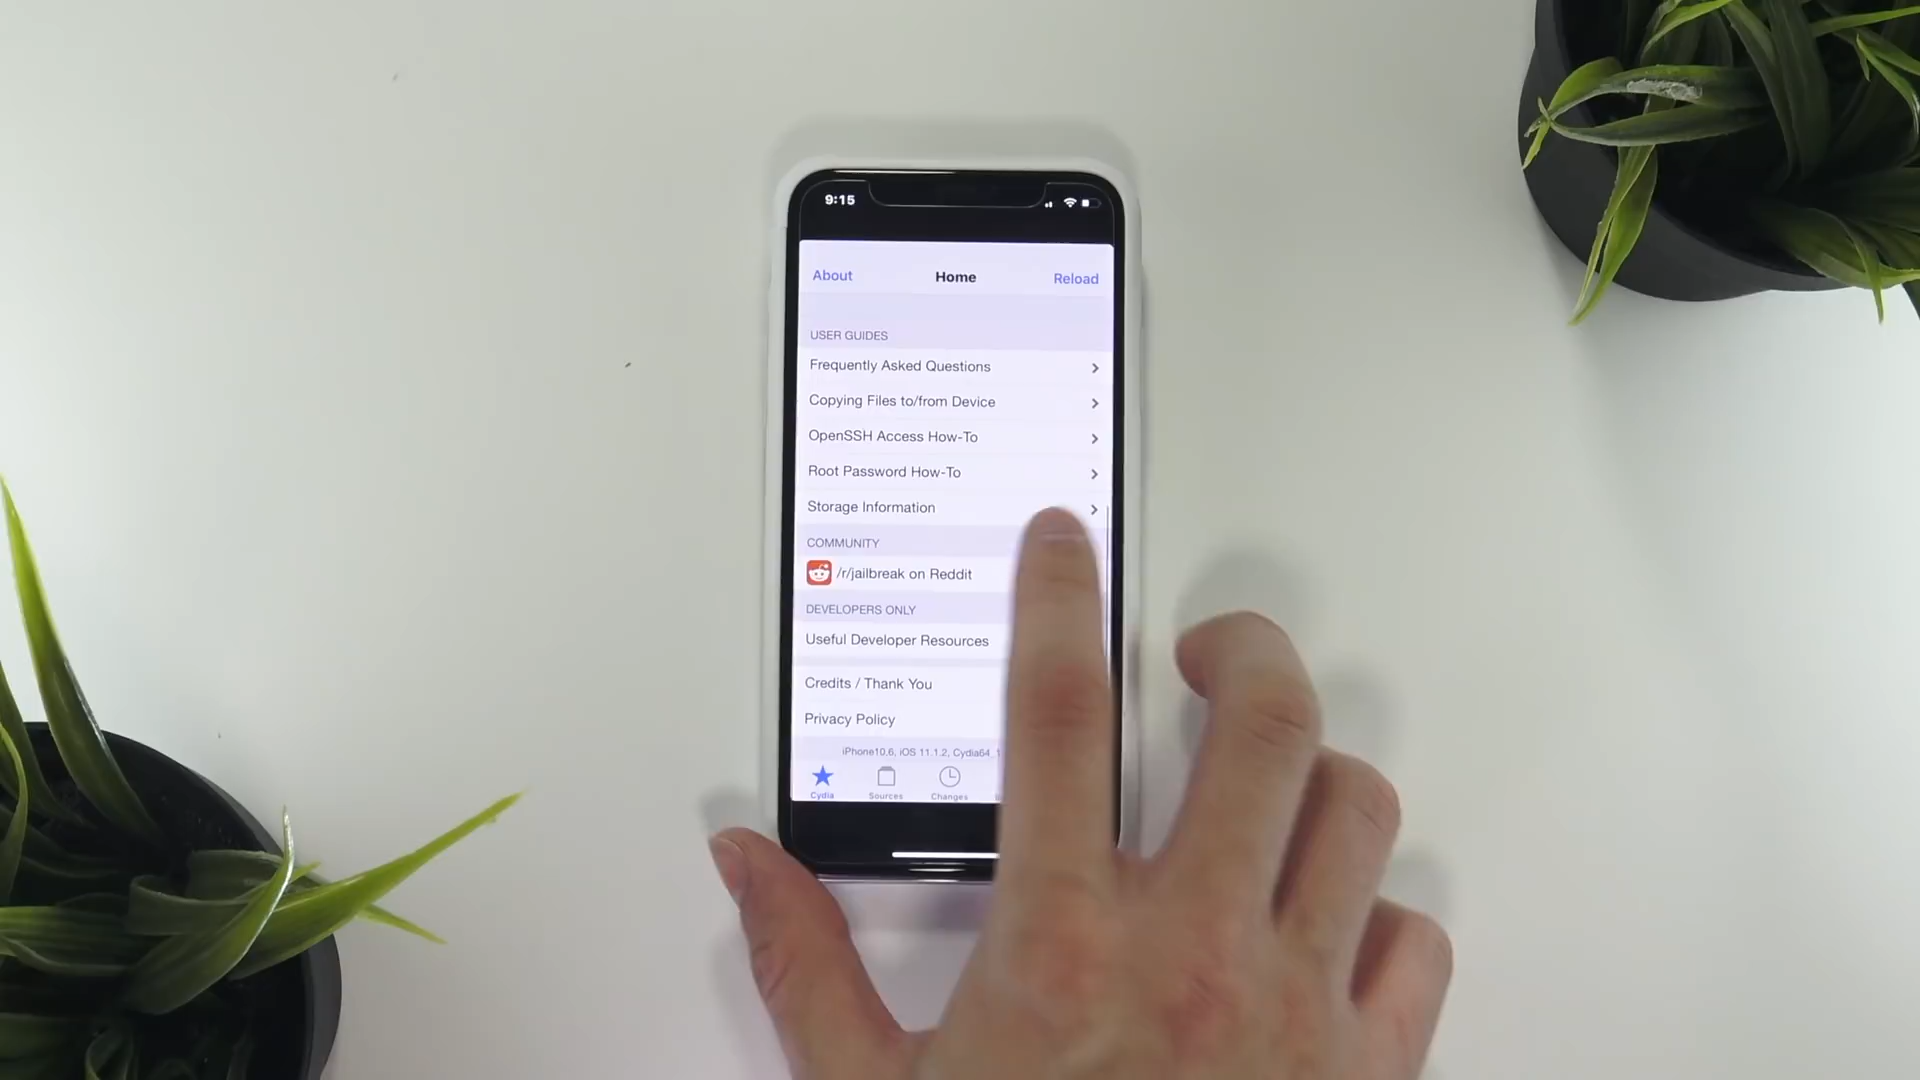 9:15
About Home Reload
USER GUIDES
Frequently Asked Questions
Copying Files to/from Device
OpenSSH Access How-To
Root Password How-To
Storage Information
COMMUNITY
/r/jailbreak on Reddit
DEVELOPERS ONLY
Useful Developer Resources
Credits / Thank You
Privacy Policy
iPhone10,6, iOS 11.1.2, Cydia64_1
Cydia Sources Changes